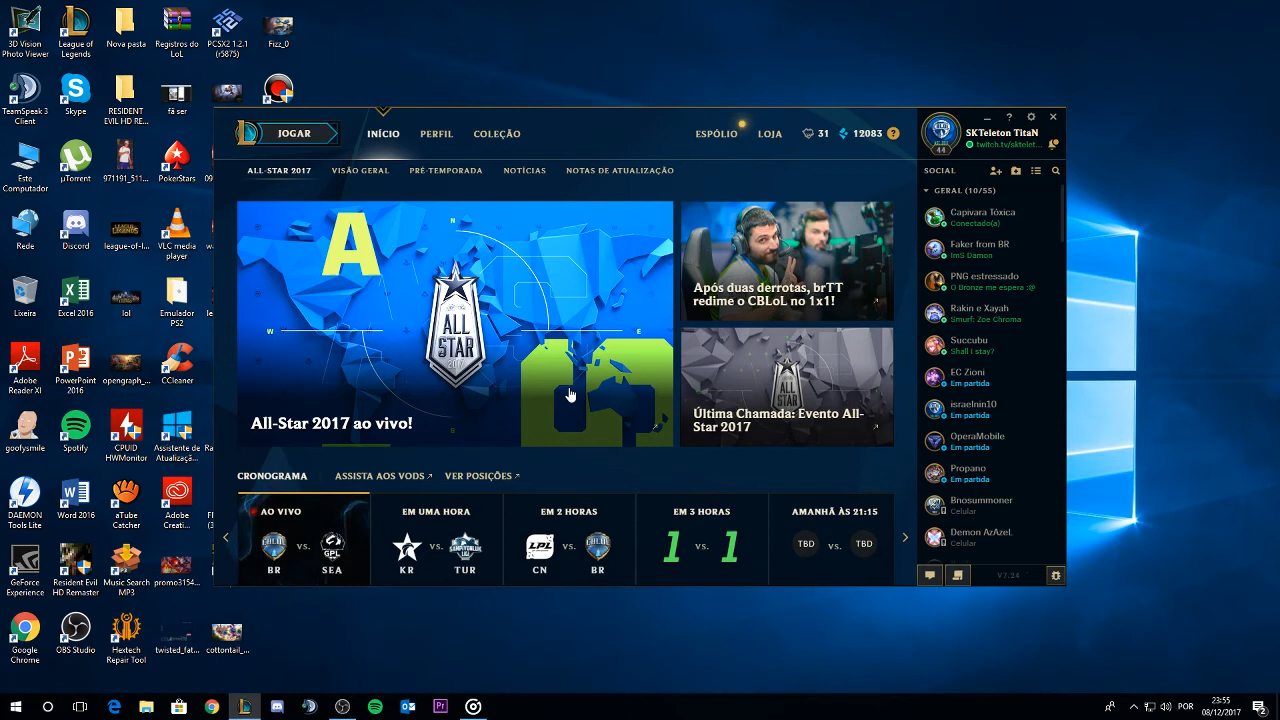 3D Vision
Photo Viewer
League of
Legends
Nova pasta
Registros do
LoL
PCSX2 1.2.1
(r5875)
Fizz_0
TeamSpeak 3
Client
Skype
RESIDENT
EVIL HD RE...
fã ser
Este
Computador
µTorrent
971191_511...
PokerStars
Rede
Discord
league-of-l...
VLC media
player
Lixeira
Excel 2016
lol
Emulador
PS2
Adobe
Reader XI
PowerPoint
2016
opengraph_...
CCleaner
goofysmile
Spotify
CPUID
HWMonitor
Assistente de
Atualizaçã...
DAEMON
Tools Lite
Word 2016
aTube
Catcher
Adobe
Creati...
GeForce
Experience
Resident Evil
HD Remaster
Music Search
MP3
promo3154...
Google
Chrome
OBS Studio
Hextech
Repair Tool
twisted_fat...
cottontail_...
JOGAR
INÍCIO
PERFIL
COLEÇÃO
ESPÓLIO
LOJA
31
12083
?
44
SKTeleton TitaN
twitch.tv/sktelet...
ALL-STAR 2017
VISÃO GERAL
PRÉ-TEMPORADA
NOTÍCIAS
NOTAS DE ATUALIZAÇÃO
A
N
W
E
S
ALL
STAR
2017
All-Star 2017 ao vivo!
Após duas derrotas, brTT
redime o CBLoL no 1x1!
ALL
STAR
Última Chamada: Evento All-
Star 2017
CRONOGRAMA
ASSISTA AOS VODS
VER POSIÇÕES
AO VIVO
BR
VS.
GPL
SEA
EM UMA HORA
KR
VS.
TUR
EM 2 HORAS
LPL
CN
VS.
BR
EM 3 HORAS
1 VS. 1
AMANHÃ ÀS 21:15
TBD VS. TBD
SOCIAL
GERAL (10/55)
Capivara Tóxica
Conectado(a)
Faker from BR
ImS Damon
PNG estressado
O Bronze me espera :@
Rakin e Xayah
Smurf: Zoe Chroma
Succubu
Shall I stay?
EC Zioni
Em partida
israelnin10
Em partida
OperaMobile
Em partida
Propano
Em partida
Bnosummoner
Celular
Demon AzAzeL
Celular
V7.24
POR
23:55
08/12/2017
2